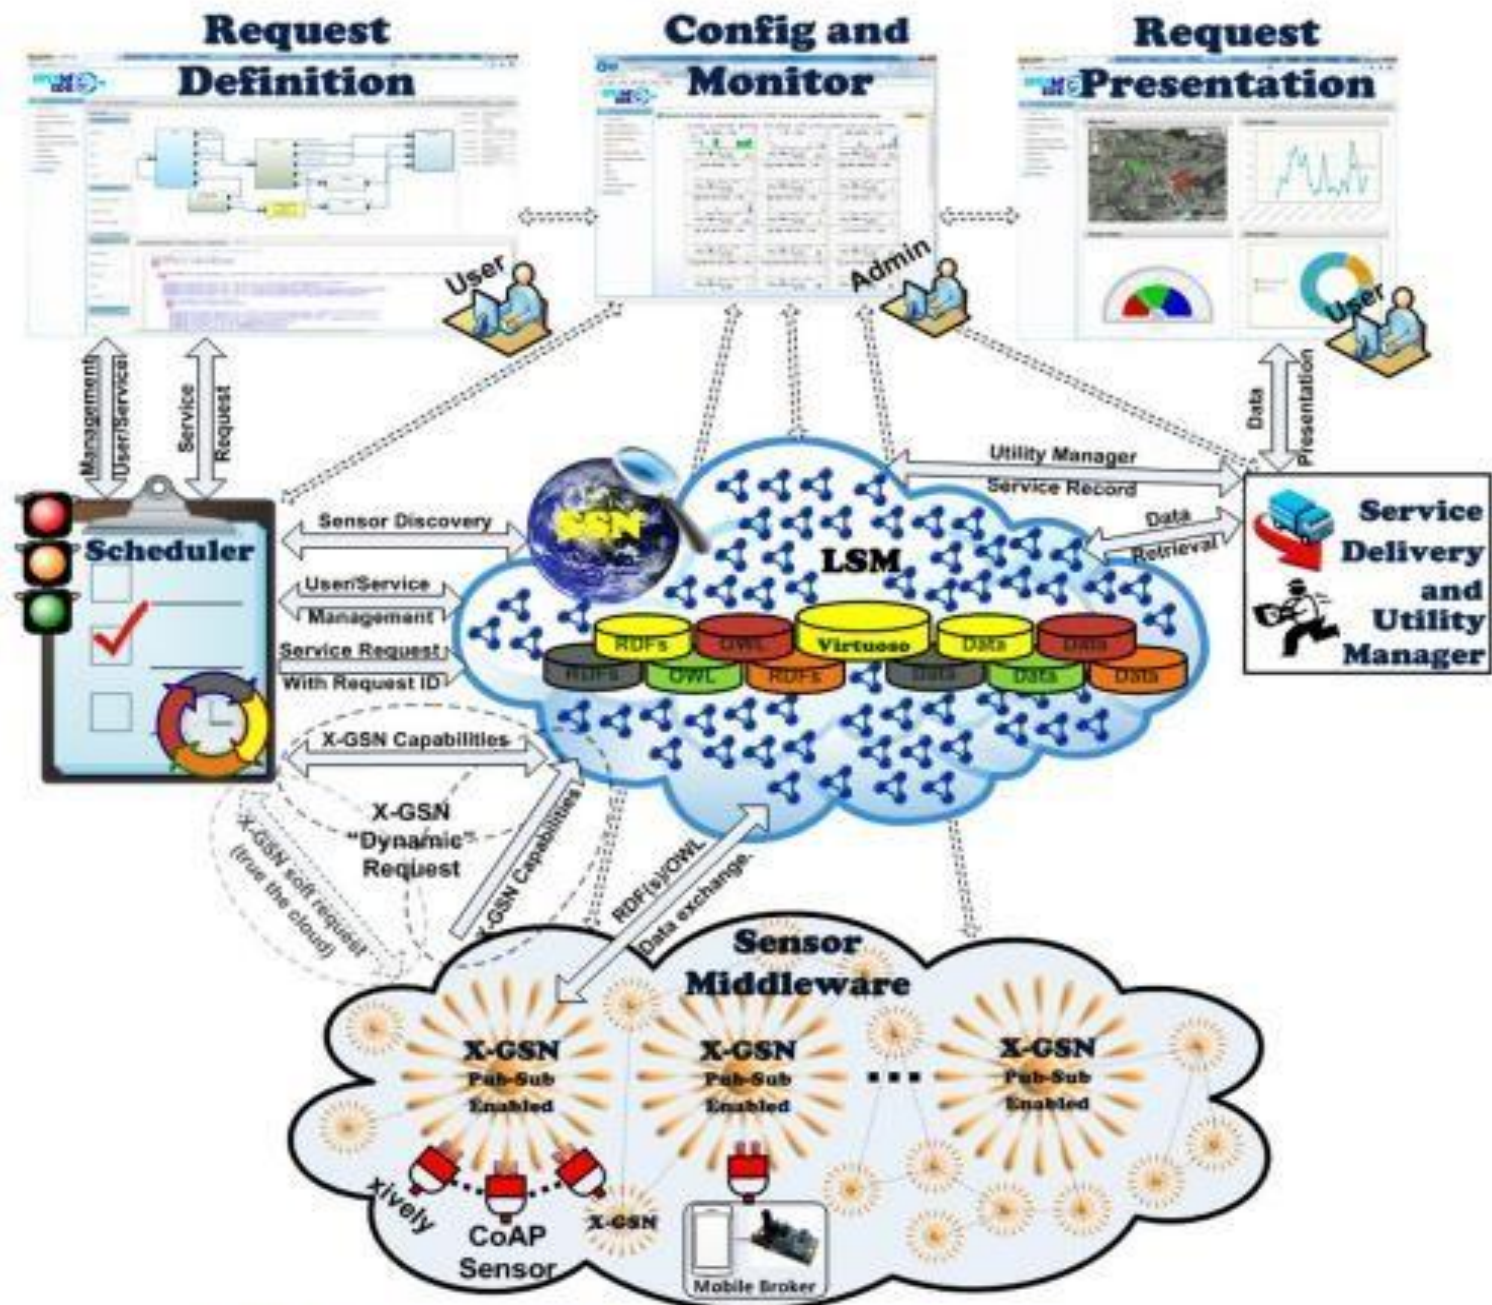 Request
Definition
Config and
Monitor
Request
Presentation
User
Admin
User
Management
User/Service
Service
Request
Data
Presentation
Utility Manager
Service Record
Data
Retrieval
Service
Delivery
and
Utility
Manager
Scheduler
Sensor Discovery
SSN
LSM
User/Service
Management
Service Request
With Request ID
RDFs
OWL
Virtuoso
Data
Data
RDFs
OWL
RDFs
Data
Data
Data
X-GSN Capabilities
X-GSN
"Dynamic"
Request
X-GSN soft request
(true the cloud)
X-GSN Capabilities
RDF(s)/OWL
Data exchange
Sensor
Middleware
X-GSN
Pub-Sub
Enabled
X-GSN
Pub-Sub
Enabled
...
X-GSN
Pub-Sub
Enabled
xively
CoAP
Sensor
X-GSN
Mobile Broker